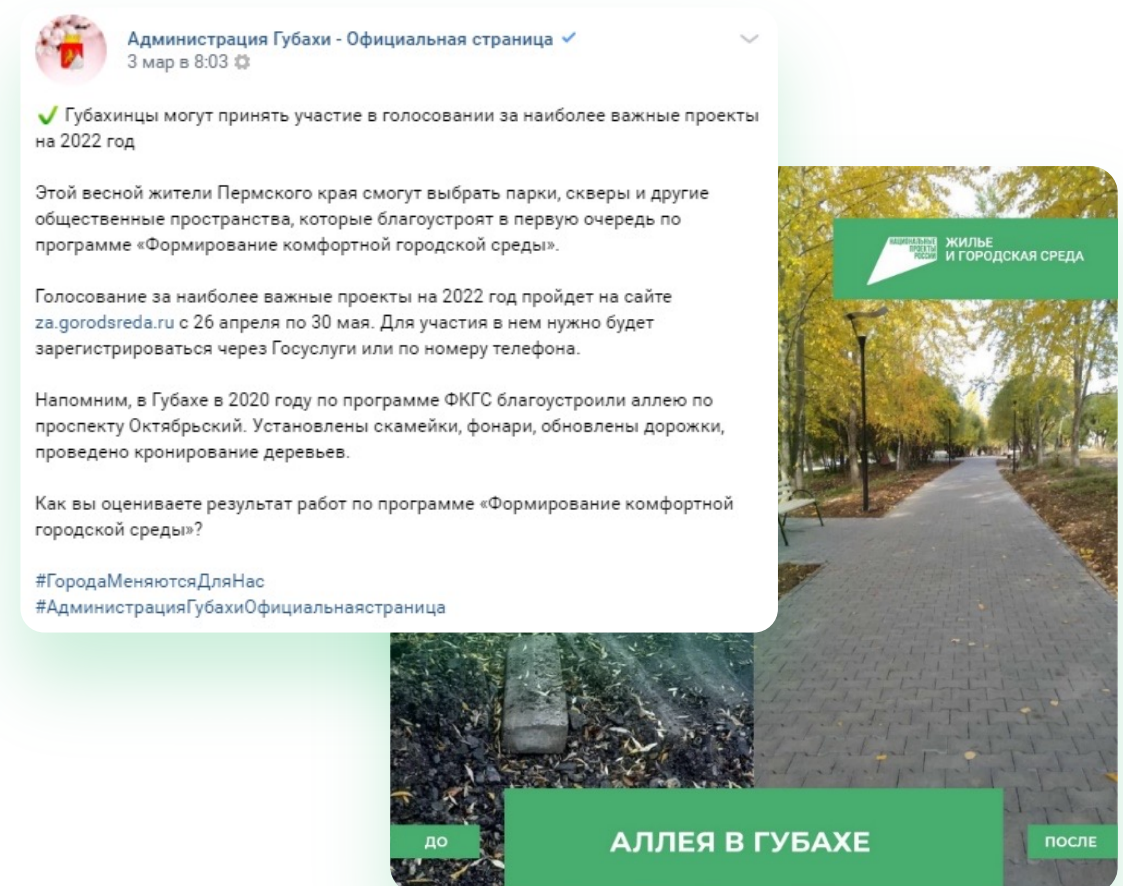 Администрация Губахи - Официальная страница
3 мар в 8:03
Губахинцы могут принять участие в голосовании за наиболее важные проекты
на 2022 год
Этой весной жители Пермского края смогут выбрать парки, скверы и другие
общественные пространства, которые благоустроят в первую очередь по
программе «Формирование комфортной городской среды».
Голосование за наиболее важные проекты на 2022 год пройдет на сайте
za.gorodsreda.ru с 26 апреля по 30 мая. Для участия в нем нужно будет
зарегистрироваться через Госуслуги или по номеру телефона.
Напомним, в Губахе в 2020 году по программе ФКГС благоустроили аллею по
проспекту Октябрьский. Установлены скамейки, фонари, обновлены дорожки,
проведено кронирование деревьев.
Как вы оцениваете результат работ по программе «Формирование комфортной
городской среды»?
#ГородаМеняютсяДляНас
#АдминистрацияГубахиОфициальнаястраница
НАЦИОНАЛЬНЫЕ
ПРОЕКТЫ
РОССИИ
ЖИЛЬЕ
И ГОРОДСКАЯ СРЕДА
ДО
АЛЛЕЯ В ГУБАХЕ
ПОСЛЕ